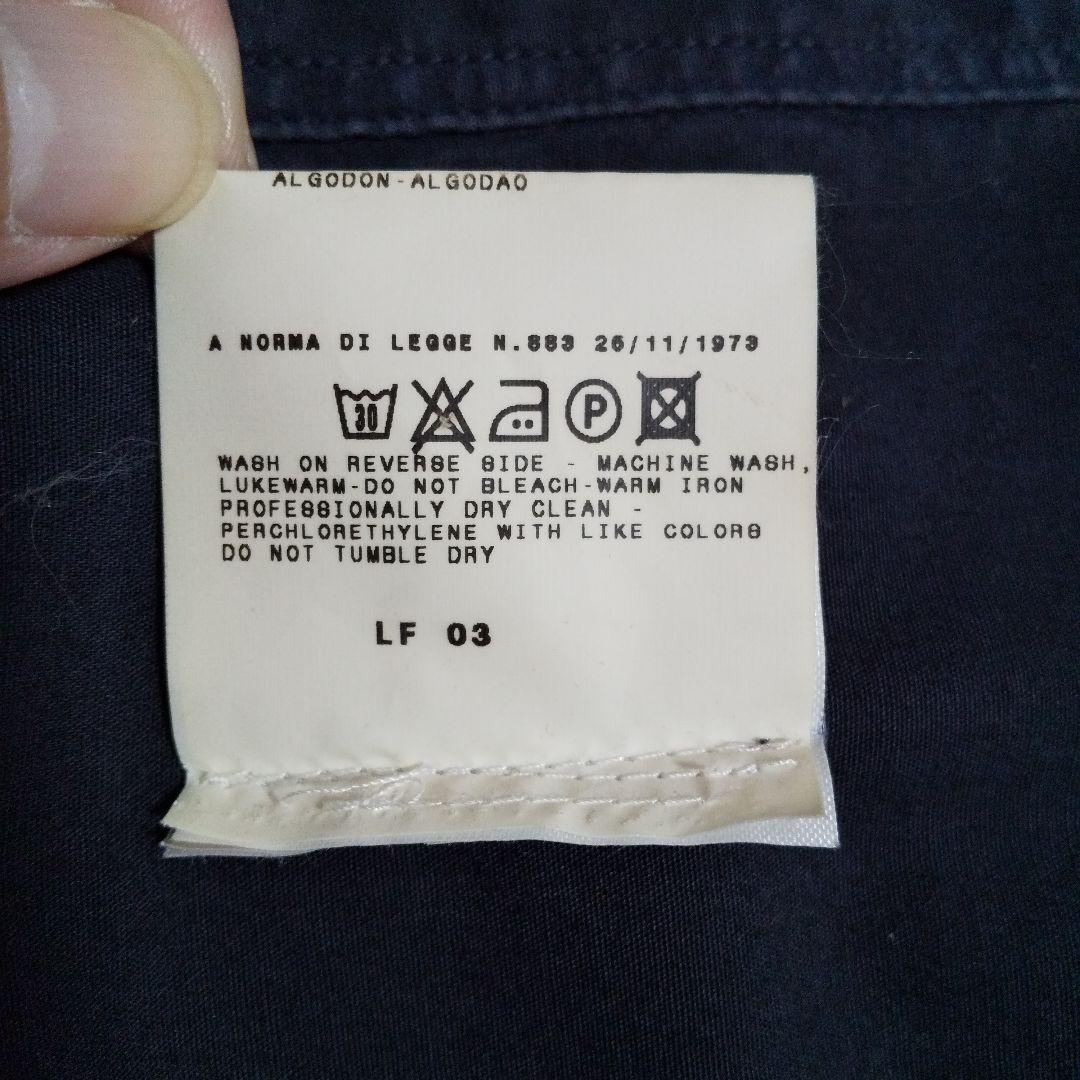 ALGODON-ALGODAO
A NORMA DI LEGGE N.883 26/11/1973
30 P
WASH ON REVERSE SIDE - MACHINE WASH,
LUKEWARM-DO NOT BLEACH-WARM IRON
PROFESSIONALLY DRY CLEAN -
PERCHLORETHYLENE WITH LIKE COLORS
DO NOT TUMBLE DRY
LF 03